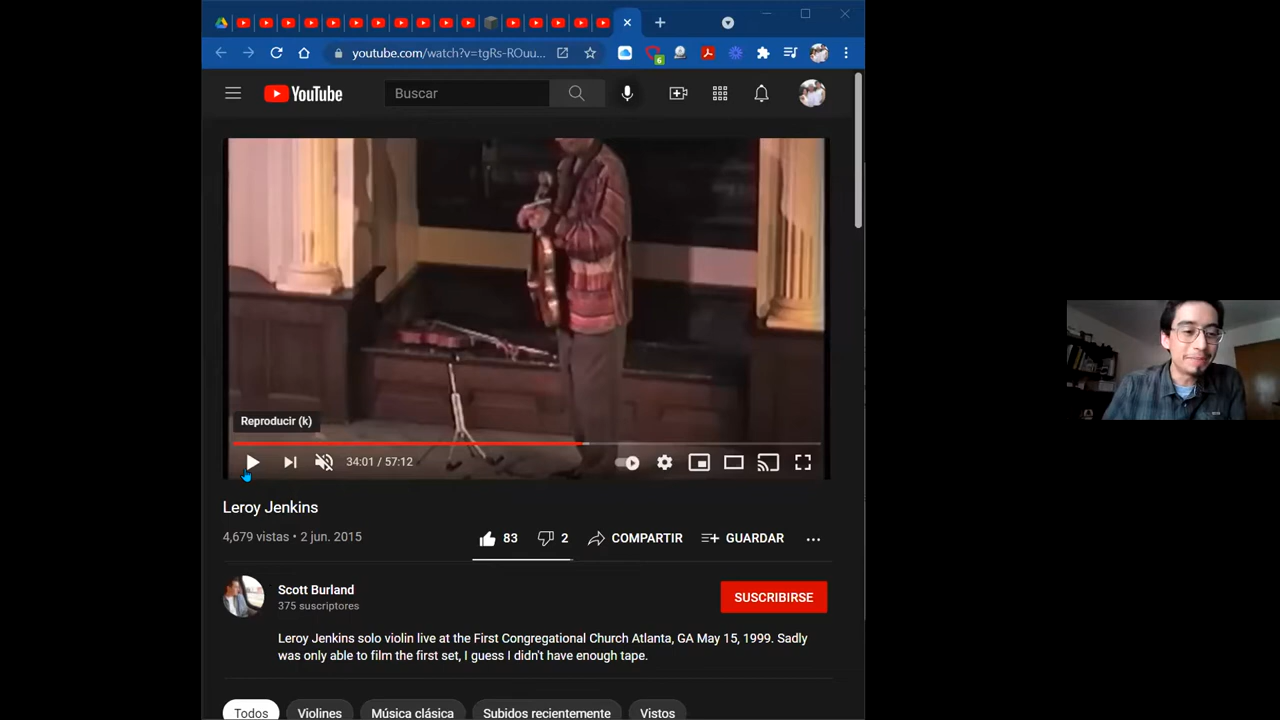 6
youtube.com/watch?v=tgRs-ROuu...
YouTube
Buscar
Reproducir (k)
34:01 / 57:12
Leroy Jenkins
4,679 vistas • 2 jun. 2015
83
2
COMPARTIR
GUARDAR
Scott Burland
375 suscriptores
SUSCRIBIRSE
Leroy Jenkins solo violin live at the First Congregational Church Atlanta, GA May 15, 1999. Sadly
was only able to film the first set, I guess I didn't have enough tape.
Todos
Violines
Música clásica
Subidos recientemente
Vistos